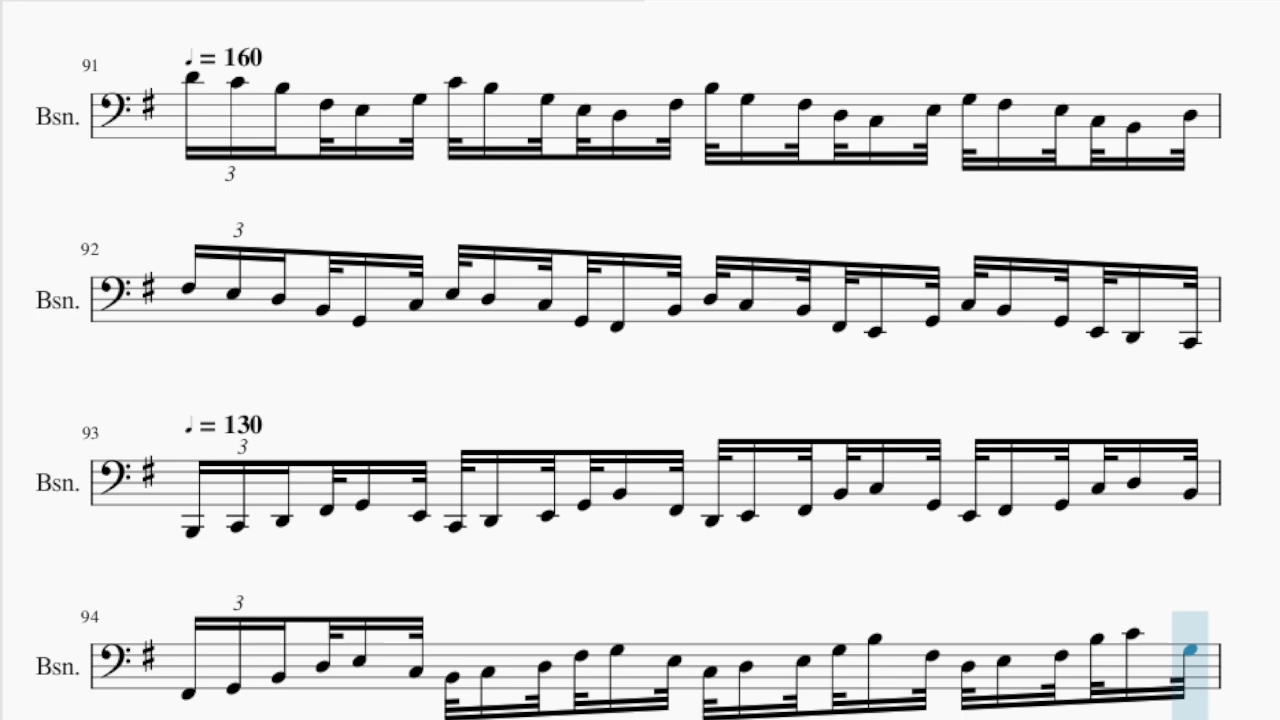 ♩ = 160
91
Bsn.
3
3
92
Bsn.
♩ = 130
93
3
Bsn.
3
94
Bsn.